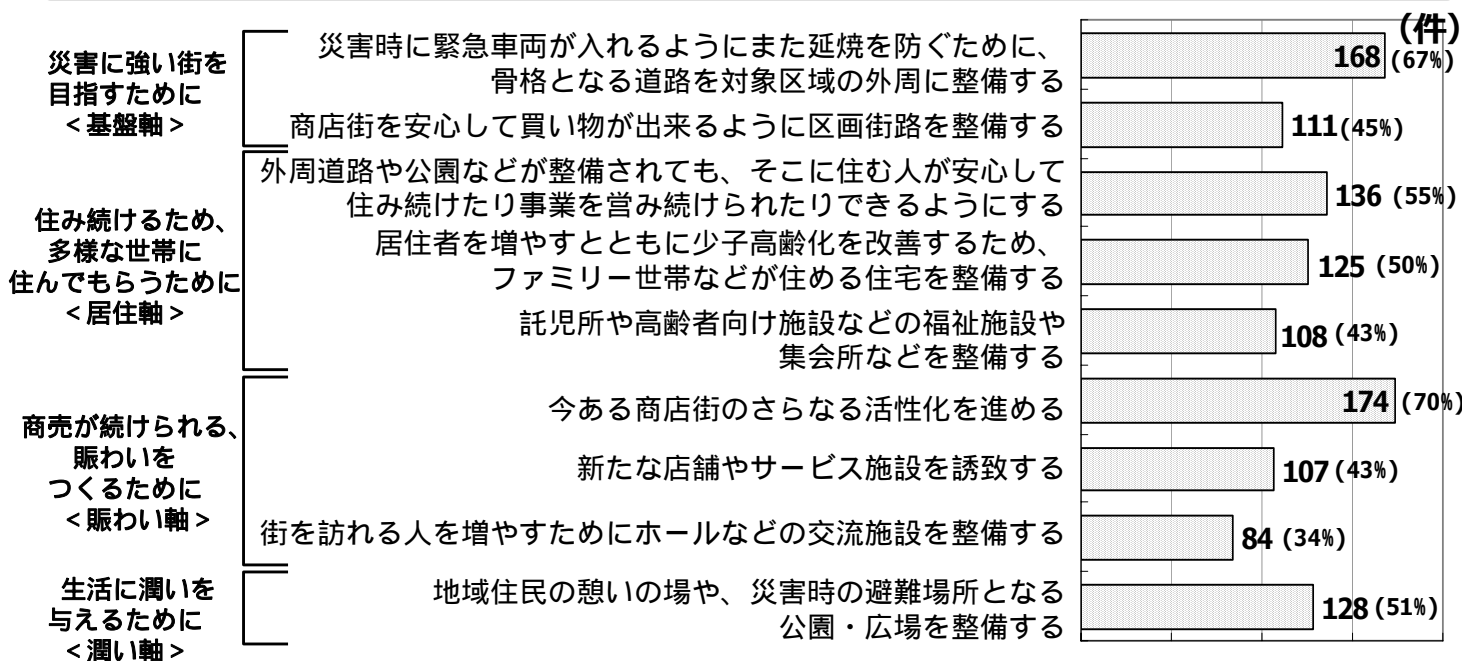 (件)
災害に強い街を
目指すために
<基盤軸>
災害時に緊急車両が入れるようにまた延焼を防ぐために、
骨格となる道路を対象区域の外周に整備する
168 (67%)
商店街を安心して買い物が出来るように区画街路を整備する
111 (45%)
住み続けるため、
多様な世帯に
住んでもらうために
<居住軸>
外周道路や公園などが整備されても、そこに住む人が安心して
住み続けたり事業を営み続けられたりできるようにする
136 (55%)
居住者を増やすとともに少子高齢化を改善するため、
ファミリー世帯などが住める住宅を整備する
125 (50%)
託児所や高齢者向け施設などの福祉施設や
集会所などを整備する
108 (43%)
商売が続けられる、
賑わいを
つくるために
<賑わい軸>
今ある商店街のさらなる活性化を進める
174 (70%)
新たな店舗やサービス施設を誘致する
107 (43%)
街を訪れる人を増やすためにホールなどの交流施設を整備する
84 (34%)
生活に潤いを
与えるために
<潤い軸>
地域住民の憩いの場や、災害時の避難場所となる
公園・広場を整備する
128 (51%)